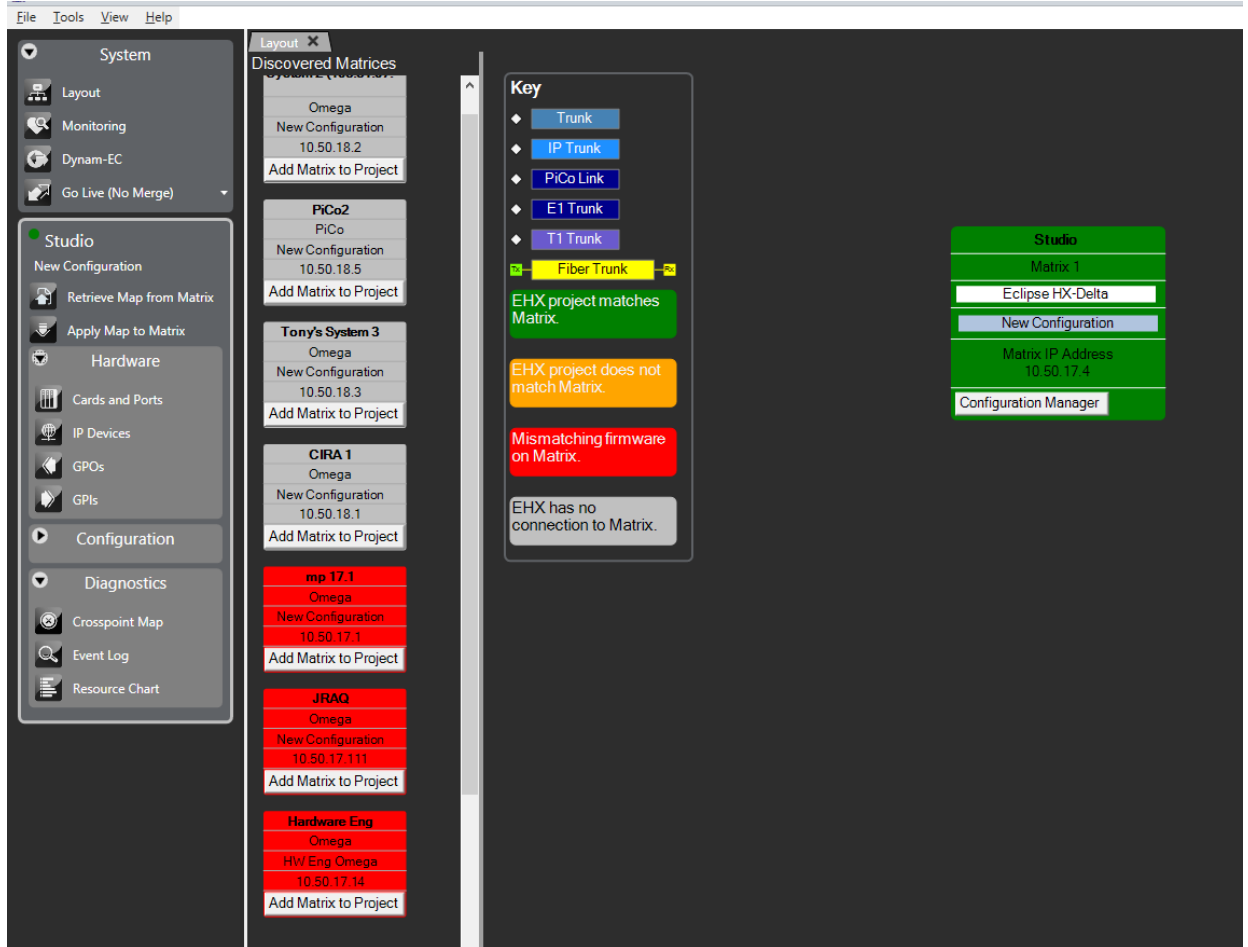 File Tools View Help
System
Layout
Monitoring
Dynam-EC
Go Live (No Merge)
Studio
New Configuration
Retrieve Map from Matrix
Apply Map to Matrix
Hardware
Cards and Ports
IP Devices
GPOs
GPIs
Configuration
Diagnostics
Crosspoint Map
Event Log
Resource Chart
Layout
Discovered Matrices
Omega
New Configuration
10.50.18.2
Add Matrix to Project
PiCo2
PiCo
New Configuration
10.50.18.5
Add Matrix to Project
Tony's System 3
Omega
New Configuration
10.50.18.3
Add Matrix to Project
CIRA 1
Omega
New Configuration
10.50.18.1
Add Matrix to Project
mp 17.1
Omega
New Configuration
10.50.17.1
Add Matrix to Project
JRAQ
Omega
New Configuration
10.50.17.111
Add Matrix to Project
Hardware Eng
Omega
HW Eng Omega
10.50.17.14
Add Matrix to Project
Key
Trunk
IP Trunk
PiCo Link
E1 Trunk
T1 Trunk
Tx Fiber Trunk Rx
EHX project matches
Matrix.
EHX project does not
match Matrix.
Mismatching firmware
on Matrix.
EHX has no
connection to Matrix.
Studio
Matrix 1
Eclipse HX-Delta
New Configuration
Matrix IP Address
10.50.17.4
Configuration Manager